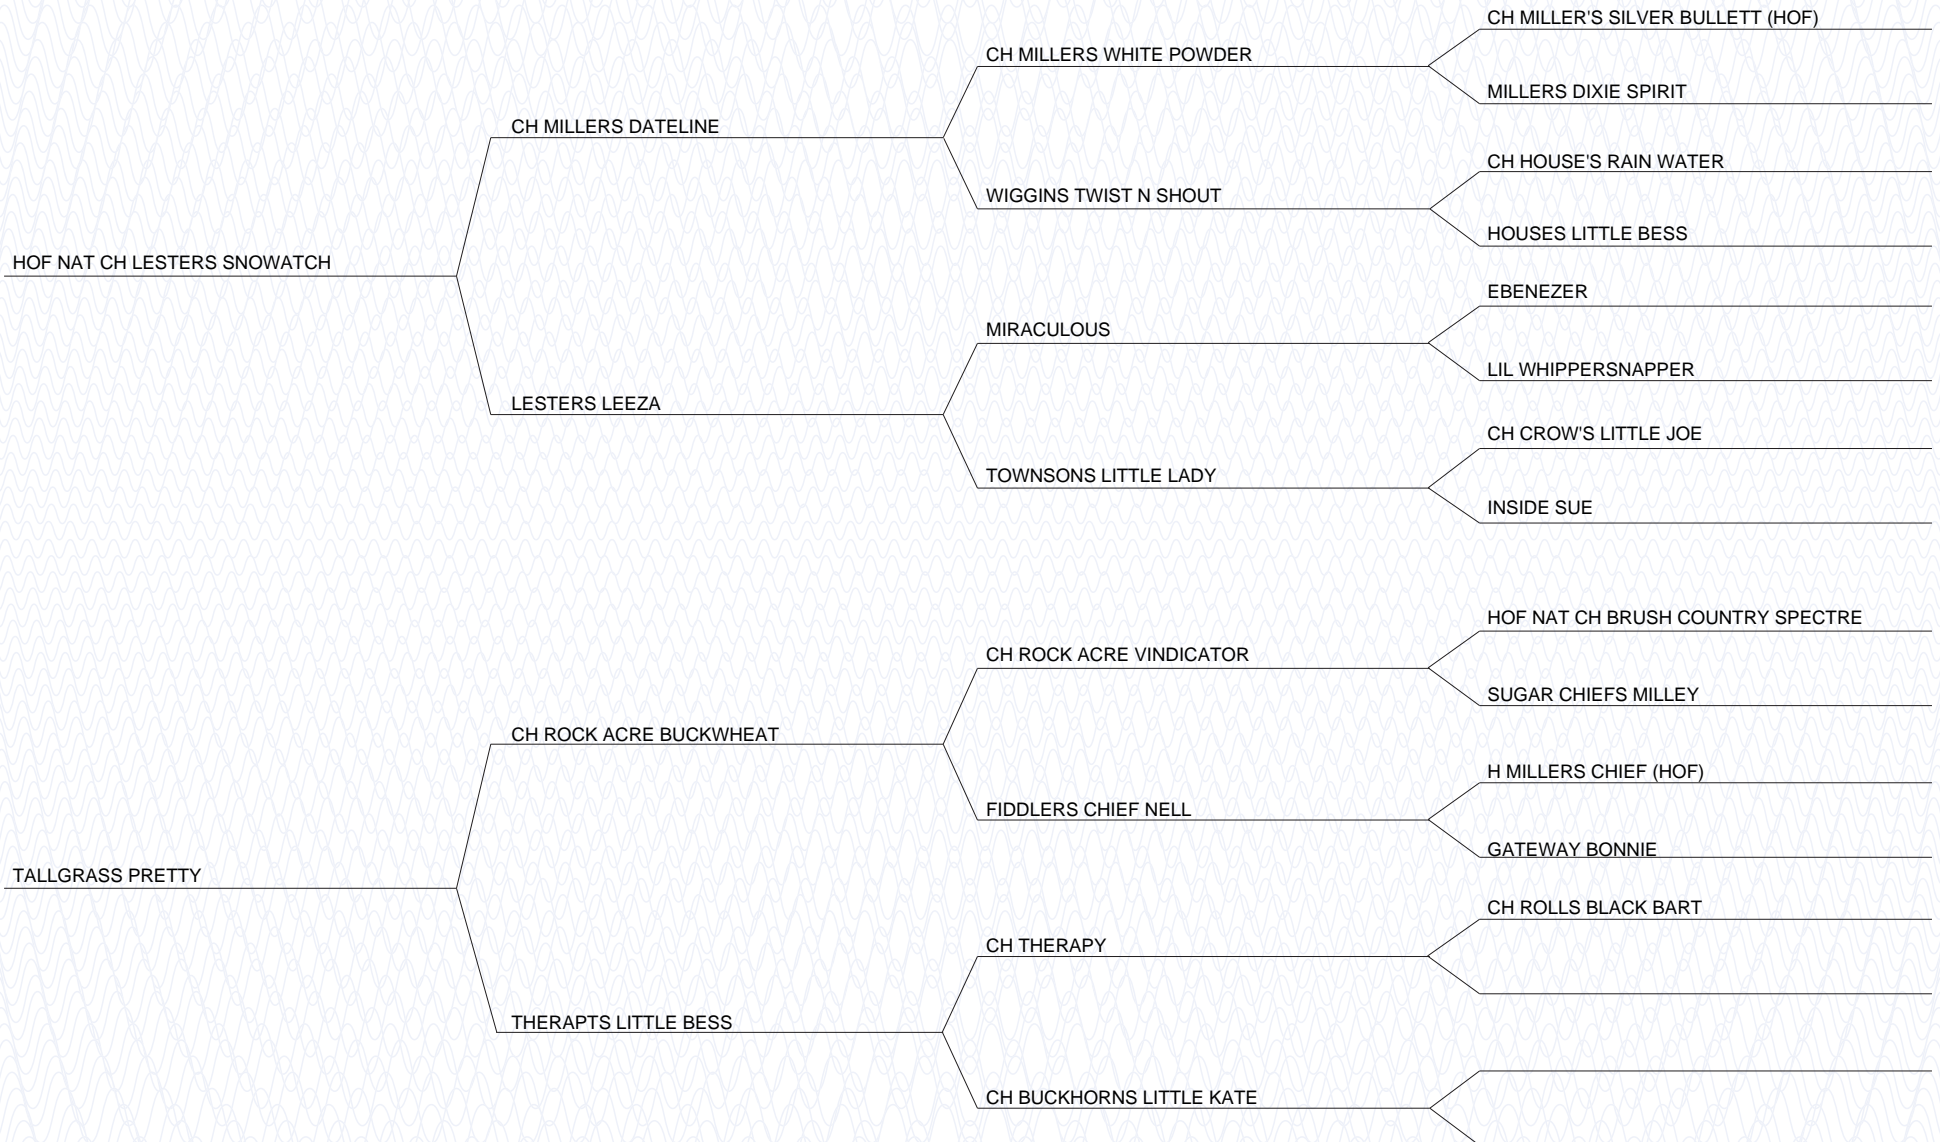 CH MILLER'S SILVER BULLETT (HOF)
CH MILLERS WHITE POWDER
MILLERS DIXIE SPIRIT
CH MILLERS DATELINE
CH HOUSE'S RAIN WATER
WIGGINS TWIST N SHOUT
HOUSES LITTLE BESS
HOF NAT CH LESTERS SNOWATCH
EBENEZER
MIRACULOUS
LIL WHIPPERSNAPPER
LESTERS LEEZA
CH CROW'S LITTLE JOE
TOWNSONS LITTLE LADY
INSIDE SUE
HOF NAT CH BRUSH COUNTRY SPECTRE
CH ROCK ACRE VINDICATOR
SUGAR CHIEFS MILLEY
CH ROCK ACRE BUCKWHEAT
H MILLERS CHIEF (HOF)
FIDDLERS CHIEF NELL
GATEWAY BONNIE
TALLGRASS PRETTY
CH ROLLS BLACK BART
CH THERAPY
THERAPTS LITTLE BESS
CH BUCKHORNS LITTLE KATE